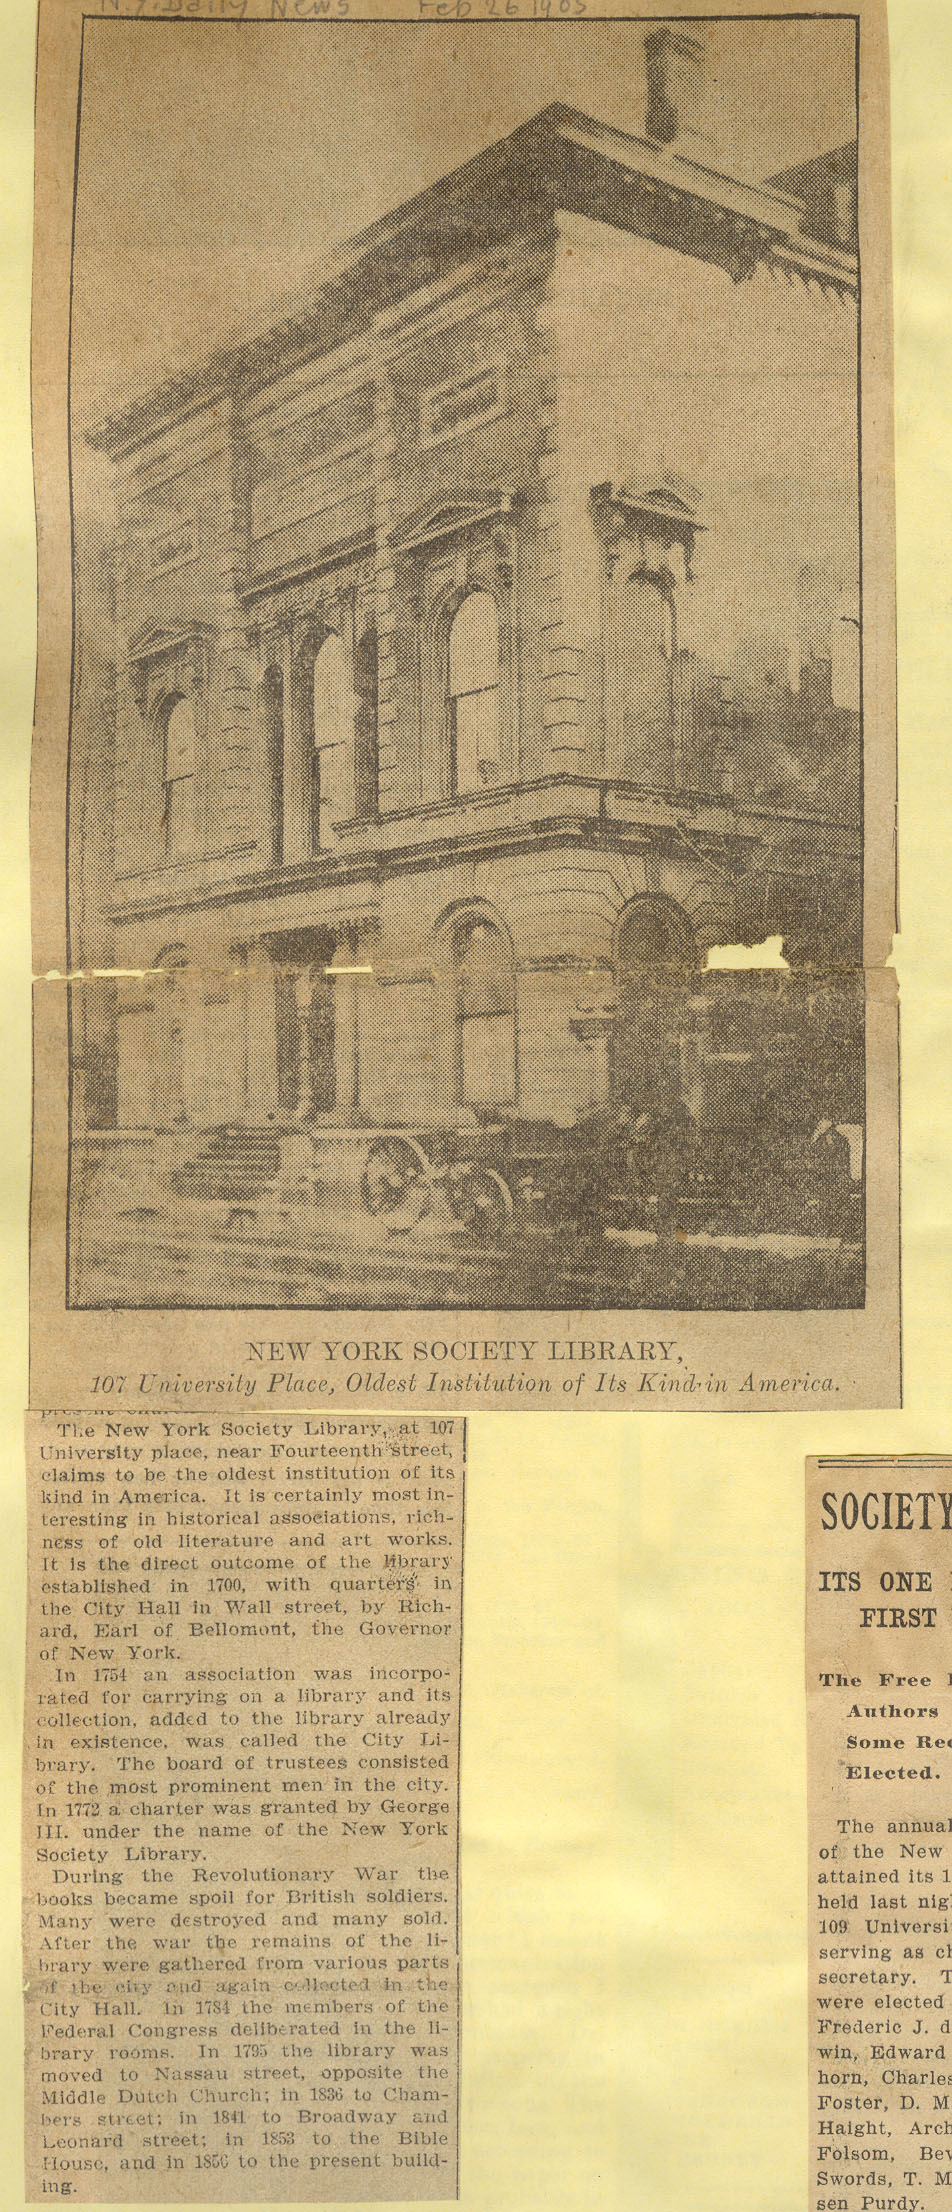 N.Y. Daily News Feb 26 1905
NEW YORK SOCIETY LIBRARY,
107 University Place, Oldest Institution of Its Kind in America.
The New York Society Library, at 107
University place, near Fourteenth street,
claims to be the oldest institution of its
kind in America. It is certainly most in-
teresting in historical associations, rich-
ness of old literature and art works.
It is the direct outcome of the library
established in 1700, with quarters in
the City Hall in Wall street, by Rich-
ard, Earl of Bellomont, the Governor
of New York.
In 1754 an association was incorpo-
rated for carrying on a library and its
collection, added to the library already
in existence, was called the City Li-
brary. The board of trustees consisted
of the most prominent men in the city.
In 1772 a charter was granted by George
III. under the name of the New York
Society Library.
During the Revolutionary War the
books became spoil for British soldiers.
Many were destroyed and many sold.
After the war the remains of the li-
brary were gathered from various parts
of the city and again collected in the
City Hall. In 1784 the members of the
Federal Congress deliberated in the li-
brary rooms. In 1795 the library was
moved to Nassau street, opposite the
Middle Dutch Church; in 1836 to Cham-
bers street; in 1841 to Broadway and
Leonard street; in 1853 to the Bible
House, and in 1856 to the present build-
ing.
SOCIETY
ITS ONE
FIRST
The Free
Authors
Some Rec
Elected.
The annual
of the New
attained its 1
held last nig
109 Universi
serving as ch
secretary. T
were elected
Frederic J. d
win, Edward
horn, Charles
Foster, D. M
Haight, Arch
Folsom, Bev
Swords, T. M
sen Purdy.